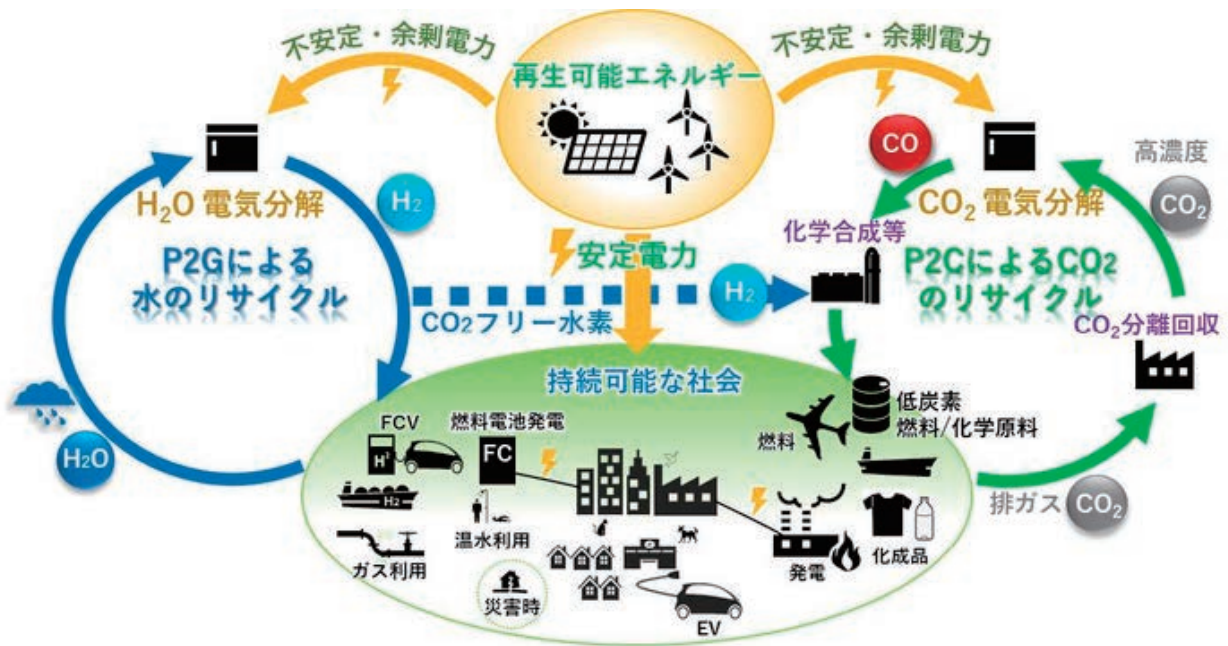 不安定・余剰電力
不安定・余剰電力
再生可能エネルギー
CO
高濃度
CO₂
H₂O 電気分解
H₂
CO₂ 電気分解
化学合成等
P2Gによる
水のリサイクル
安定電力
P2CによるCO₂
のリサイクル
H₂
CO₂フリー水素
CO₂分離回収
持続可能な社会
H₂O
FCV
燃料電池発電
FC
H²
H₂
燃料
低炭素
燃料/化学原料
排ガス
CO₂
ガス利用
温水利用
災害時
EV
発電
化成品